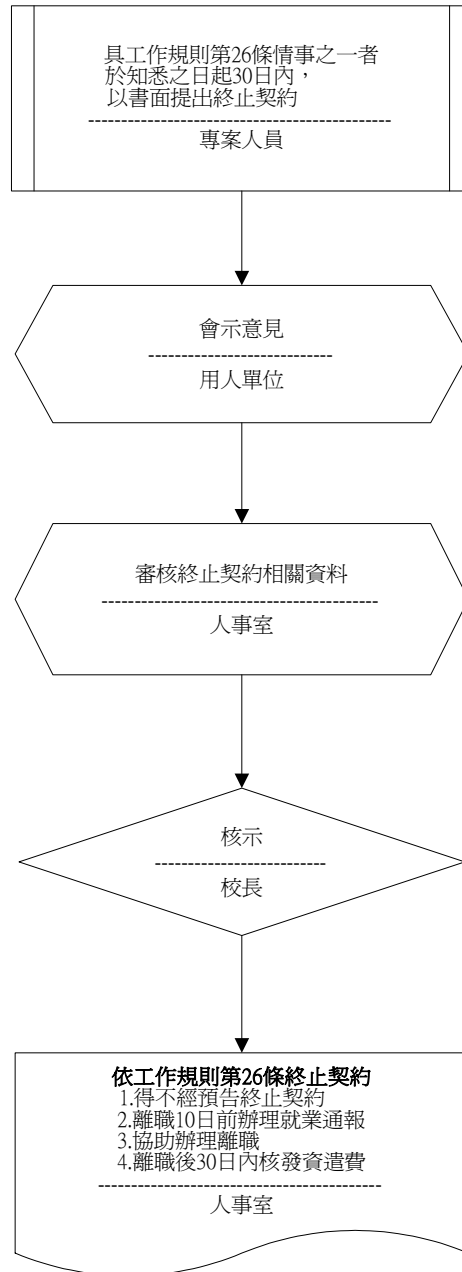 具工作規則第26條情事之一者
於知悉之日起30日內，
以書面提出終止契約
專案人員
會示意見
用人單位
審核終止契約相關資料
人事室
核示
校長
依工作規則第26條終止契約
1.得不經預告終止契約
2.離職10日前辦理就業通報
3.協助辦理離職
4.離職後30日內核發資遣費
人事室